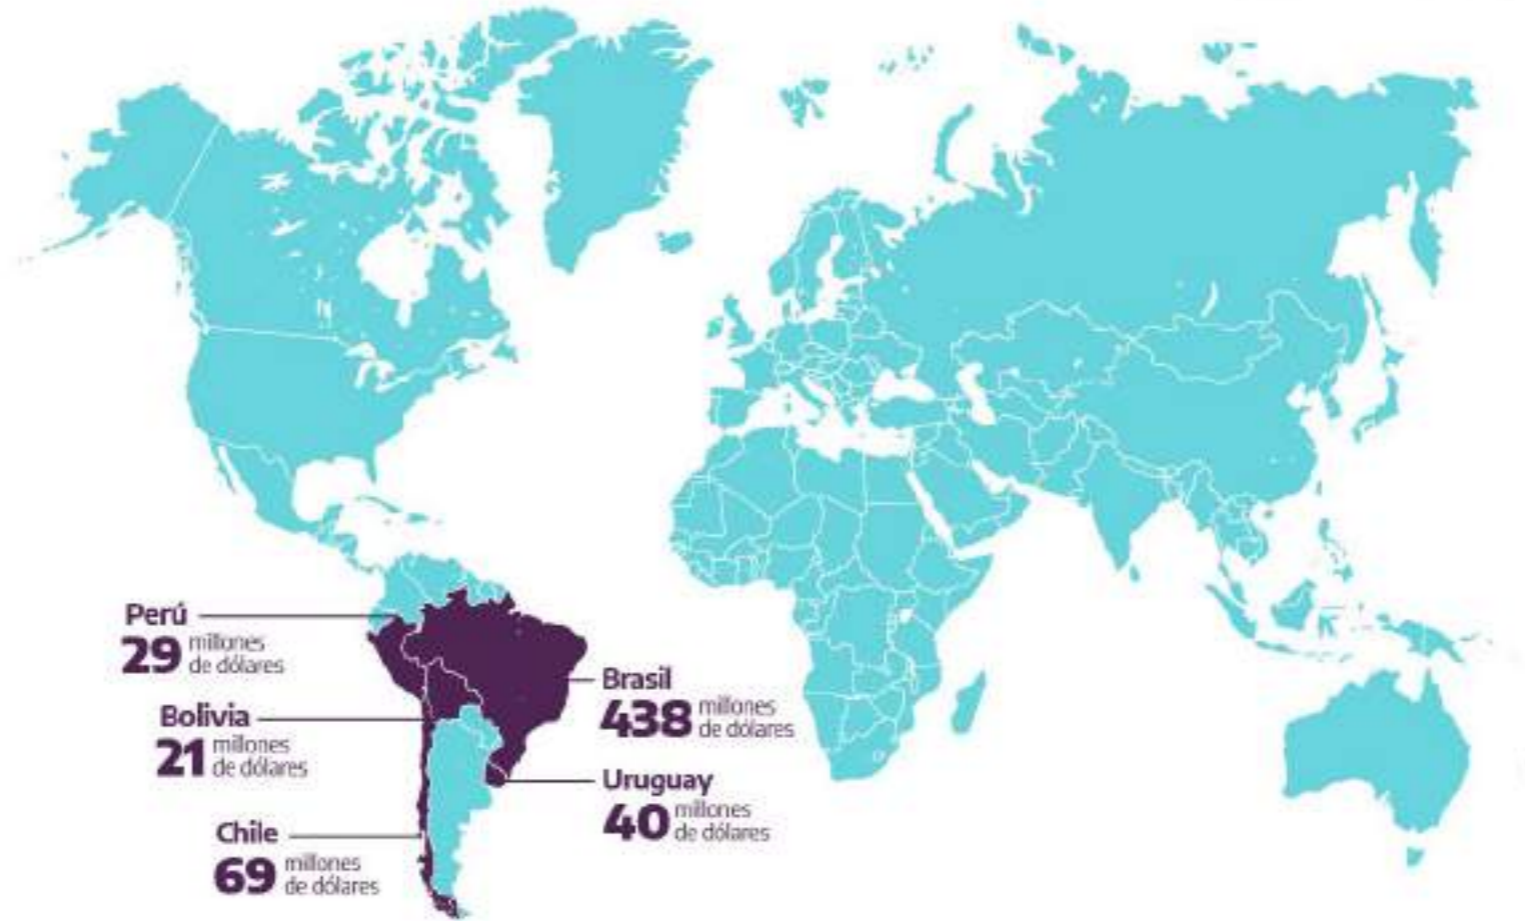 Perú
29 millones
de dólares
Bolivia
21 millones
de dólares
Chile
69 millones
de dólares
Brasil
438 millones
de dólares
Uruguay
40 millones
de dólares